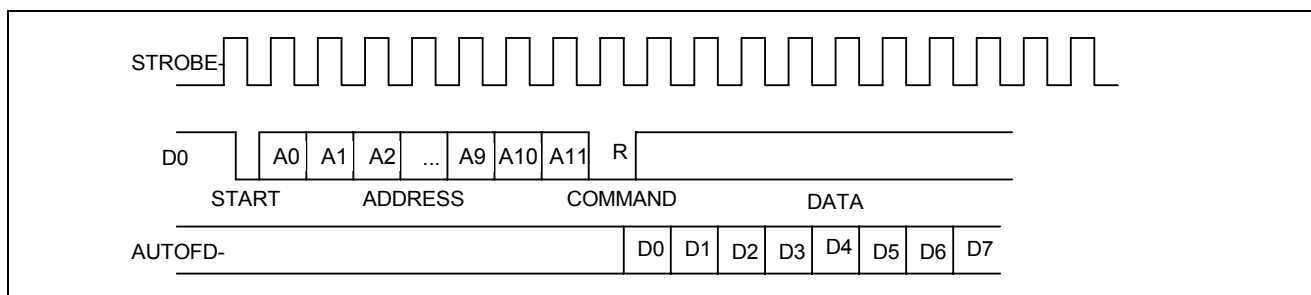 STROBE-
D0 A0 A1 A2 ... A9 A10 A11 R
START ADDRESS COMMAND DATA
AUTOFD- D0 D1 D2 D3 D4 D5 D6 D7